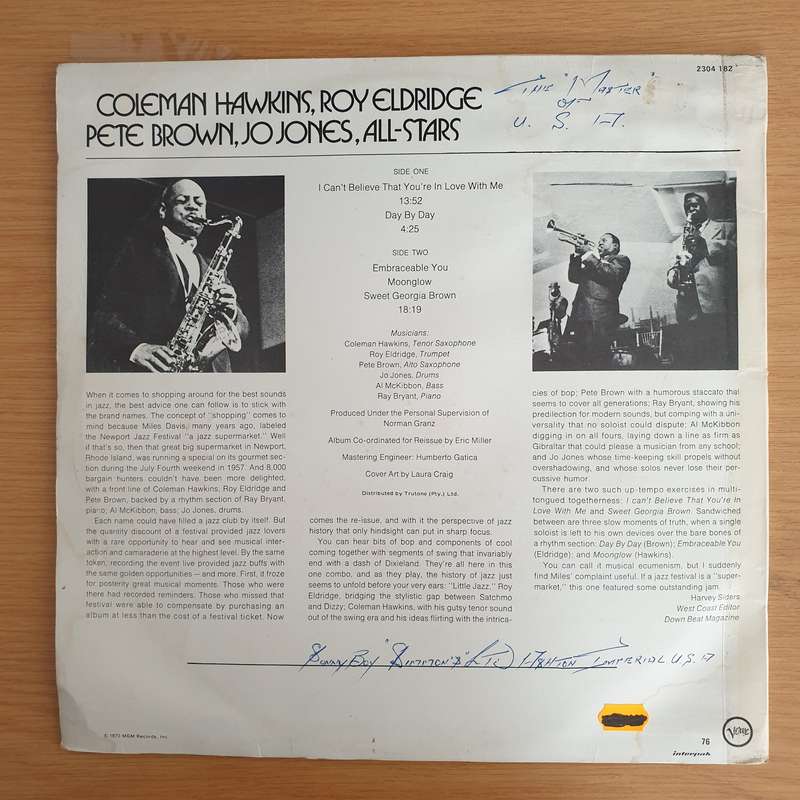 2304 182
COLEMAN HAWKINS, ROY ELDRIDGE
PETE BROWN, JO JONES, ALL-STARS
THE "MASTER"
OF
U. S.
SIDE ONE
I Can't Believe That You're In Love With Me
13:52
Day By Day
4:25
SIDE TWO
Embraceable You
Moonglow
Sweet Georgia Brown
18:19
Musicians:
Coleman Hawkins, Tenor Saxophone
Roy Eldridge, Trumpet
Pete Brown, Alto Saxophone
Jo Jones, Drums
Al McKibbon, Bass
Ray Bryant, Piano
Produced Under the Personal Supervision of
Norman Granz
Album Co-ordinated for Reissue by Eric Miller
Mastering Engineer: Humberto Gatica
Cover Art by Laura Craig
Distributed by Trutone (Pty.) Ltd.
When it comes to shopping around for the best sounds
in jazz, the best advice one can follow is to stick with
the brand names. The concept of "shopping" comes to
mind because Miles Davis, many years ago, labeled
the Newport Jazz Festival "a jazz supermarket." Well
if that's so, then that great big supermarket in Newport,
Rhode Island, was running a special on its gourmet sec-
tion during the July Fourth weekend in 1957. And 8,000
bargain hunters couldn't have been more delighted,
with a front line of Coleman Hawkins, Roy Eldridge and
Pete Brown, backed by a rhythm section of Ray Bryant,
piano; Al McKibbon, bass; Jo Jones, drums.
Each name could have filled a jazz club by itself. But
the quantity discount of a festival provided jazz lovers
with a rare opportunity to hear and see musical inter-
action and camaraderie at the highest level. By the same
token, recording the event live provided jazz buffs with
the same golden opportunities — and more. First, it froze
for posterity great musical moments. Those who were
there had recorded reminders. Those who missed that
festival were able to compensate by purchasing an
album at less than the cost of a festival ticket. Now
comes the re-issue, and with it the perspective of jazz
history that only hindsight can put in sharp focus.
You can hear bits of bop and components of cool
coming together with segments of swing that invariably
end with a dash of Dixieland. They're all here in this
one combo, and as they play, the history of jazz just
seems to unfold before your very ears: "Little Jazz," Roy
Eldridge, bridging the stylistic gap between Satchmo
and Dizzy; Coleman Hawkins, with his gutsy tenor sound
out of the swing era and his ideas flirting with the intrica-
cies of bop; Pete Brown with a humorous staccato that
seems to cover all generations; Ray Bryant, showing his
predilection for modern sounds, but comping with a uni-
versality that no soloist could dispute; Al McKibbon
digging in on all fours, laying down a line as firm as
Gibraltar that could please a musician from any school;
and Jo Jones whose time-keeping skill propels without
overshadowing, and whose solos never lose their per-
cussive humor.
There are two such up-tempo exercises in multi-
tongued togetherness: I can't Believe That You're In
Love With Me and Sweet Georgia Brown. Sandwiched
between are three slow moments of truth, when a single
soloist is left to his own devices over the bare bones of
a rhythm section: Day By Day (Brown); Embraceable You
(Eldridge); and Moonglow (Hawkins).
You can call it musical ecumenism, but I suddenly
find Miles' complaint useful. If a jazz festival is a "super-
market," this one featured some outstanding jam.
Harvey Siders
West Coast Editor
Down Beat Magazine
IMPERIAL U.S.
© 1973 MGM Records, Inc.
76
interpak
Verve